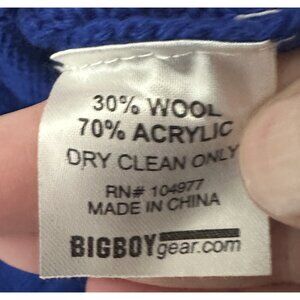 30% WOOL
70% ACRYLIC
DRY CLEAN ONLY
RN# 104977
MADE IN CHINA
BIGBOYgear.com